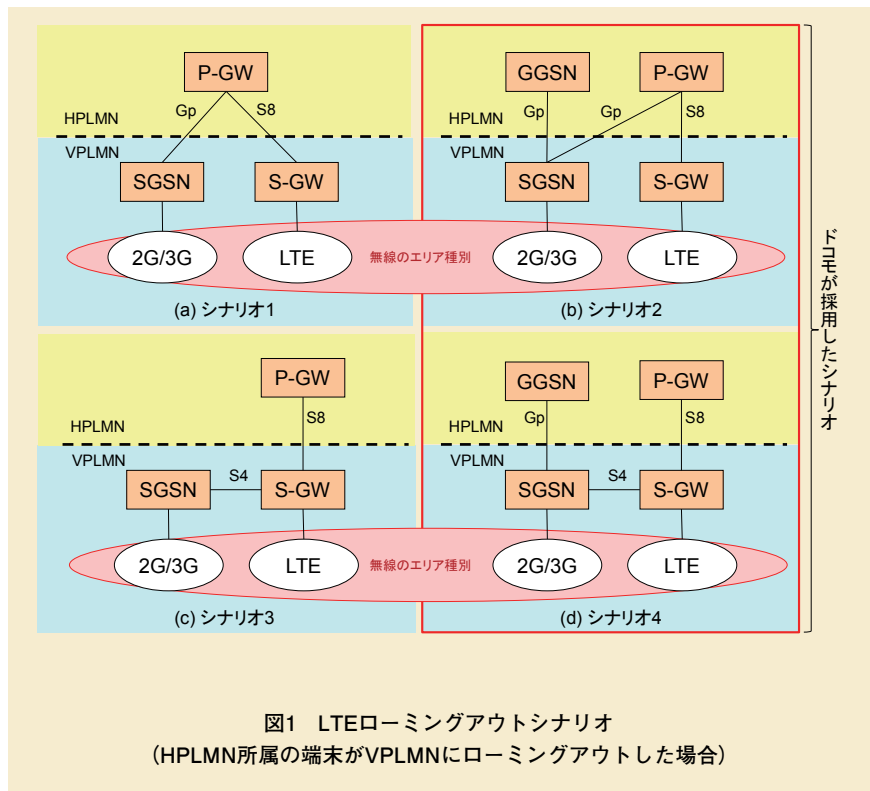 P-GW
Gp
S8
HPLMN
VPLMN
SGSN
S-GW
2G/3G
LTE
無線のエリア種別
(a) シナリオ1
GGSN
P-GW
Gp
Gp
S8
HPLMN
VPLMN
SGSN
S-GW
2G/3G
LTE
(b) シナリオ2
P-GW
S8
HPLMN
VPLMN
S4
SGSN
S-GW
2G/3G
LTE
無線のエリア種別
(c) シナリオ3
GGSN
P-GW
Gp
S8
HPLMN
VPLMN
S4
SGSN
S-GW
2G/3G
LTE
(d) シナリオ4
ドコモが採用したシナリオ
図1 LTEローミングアウトシナリオ
(HPLMN所属の端末がVPLMNにローミングアウトした場合)